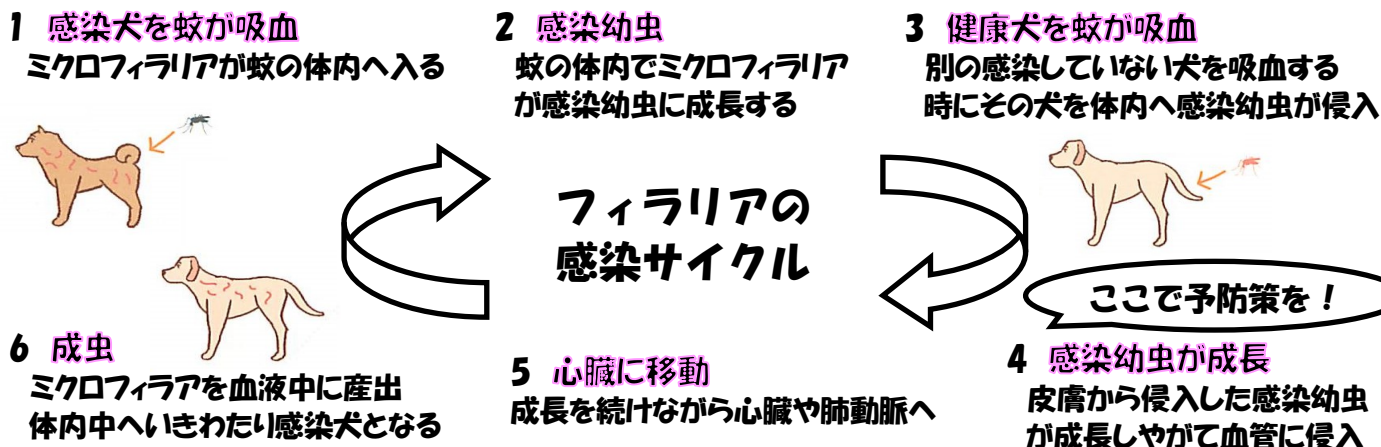 1 感染犬を蚊が吸血
ミクロフィラリアが蚊の体内へ入る
2 感染幼虫
蚊の体内でミクロフィラリア
が感染幼虫に成長する
3 健康犬を蚊が吸血
別の感染していない犬を吸血する
時にその犬を体内へ感染幼虫が侵入
フィラリアの
感染サイクル
ここで予防策を！
4 感染幼虫が成長
皮膚から侵入した感染幼虫
が成長しやがて血管に侵入
5 心臓に移動
成長を続けながら心臓や肺動脈へ
6 成虫
ミクロフィラアを血液中に産出
体内中へいきわたり感染犬となる